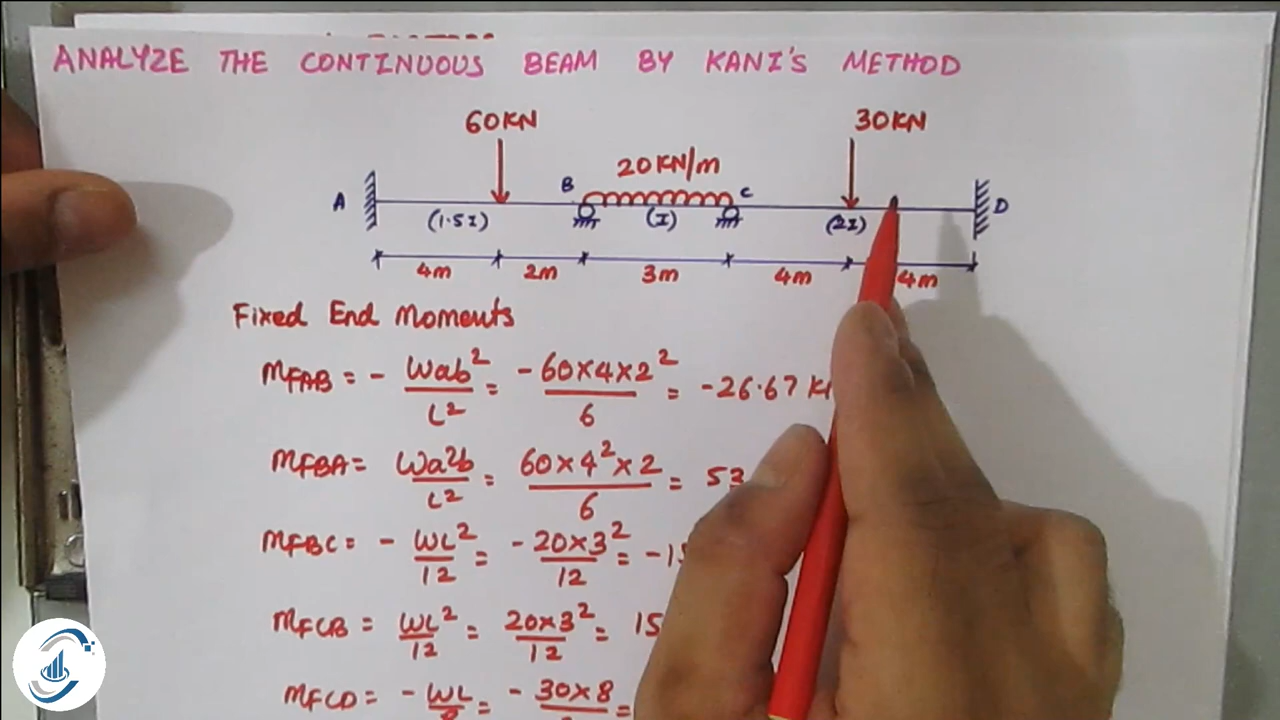 ANALYZE THE CONTINUOUS BEAM BY KANI'S METHOD
60KN 30KN
20KN/m
A B C D
(1.5I) (I) (2I)
4m 2m 3m 4m 4m
Fixed End Moments
MFAB = - Wab² / L² = -60×4×2² / 6 = -26.67
MFBA = Wa²b / L² = 60×4²×2 / 6 = 53
MFBC = - WL² / 12 = -20×3² / 12 = -15
MFCB = WL² / 12 = 20×3² / 12 = 15
MFCD = - WL = - 30×8 =